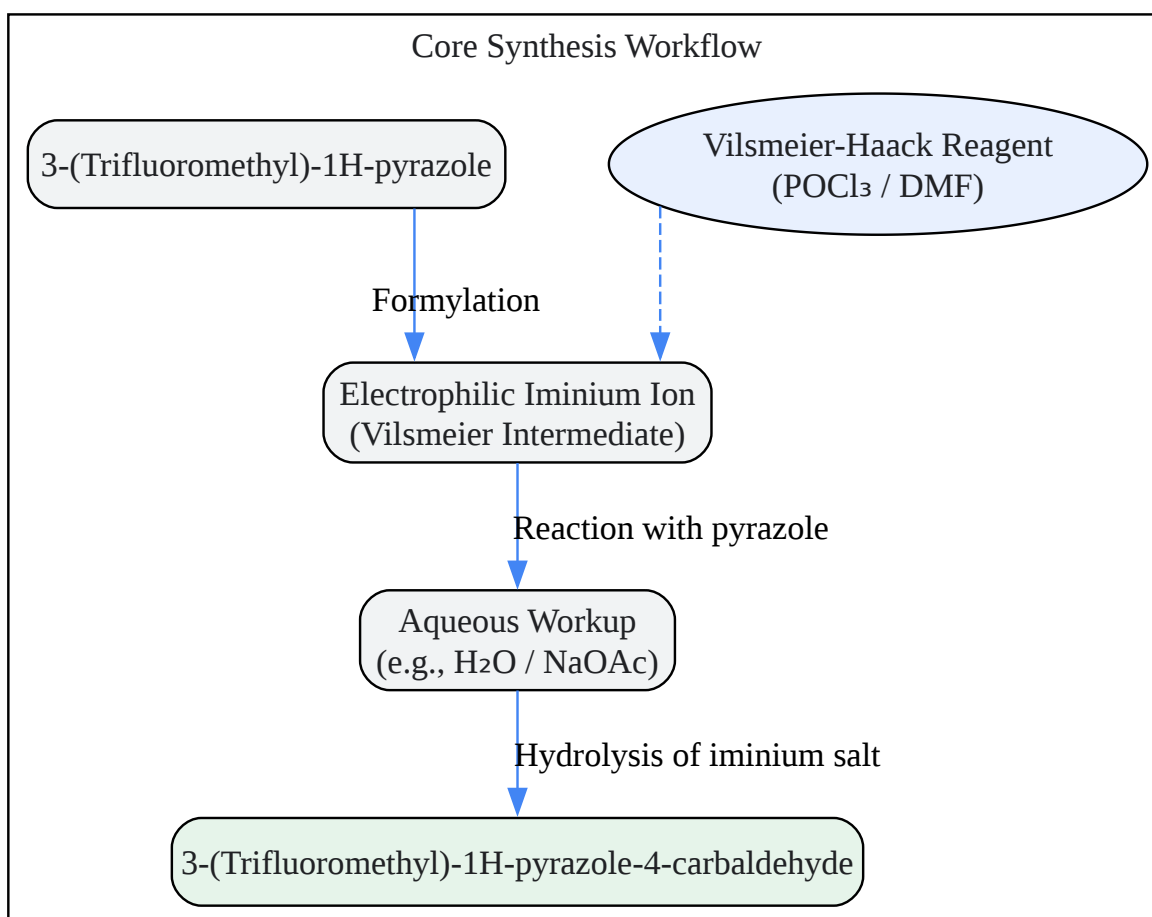 Core Synthesis Workflow
3-(Trifluoromethyl)-1H-pyrazole
Vilsmeier-Haack Reagent
(POCl₃ / DMF)
Formylation
Electrophilic Iminium Ion
(Vilsmeier Intermediate)
Reaction with pyrazole
Aqueous Workup
(e.g., H₂O / NaOAc)
Hydrolysis of iminium salt
3-(Trifluoromethyl)-1H-pyrazole-4-carbaldehyde